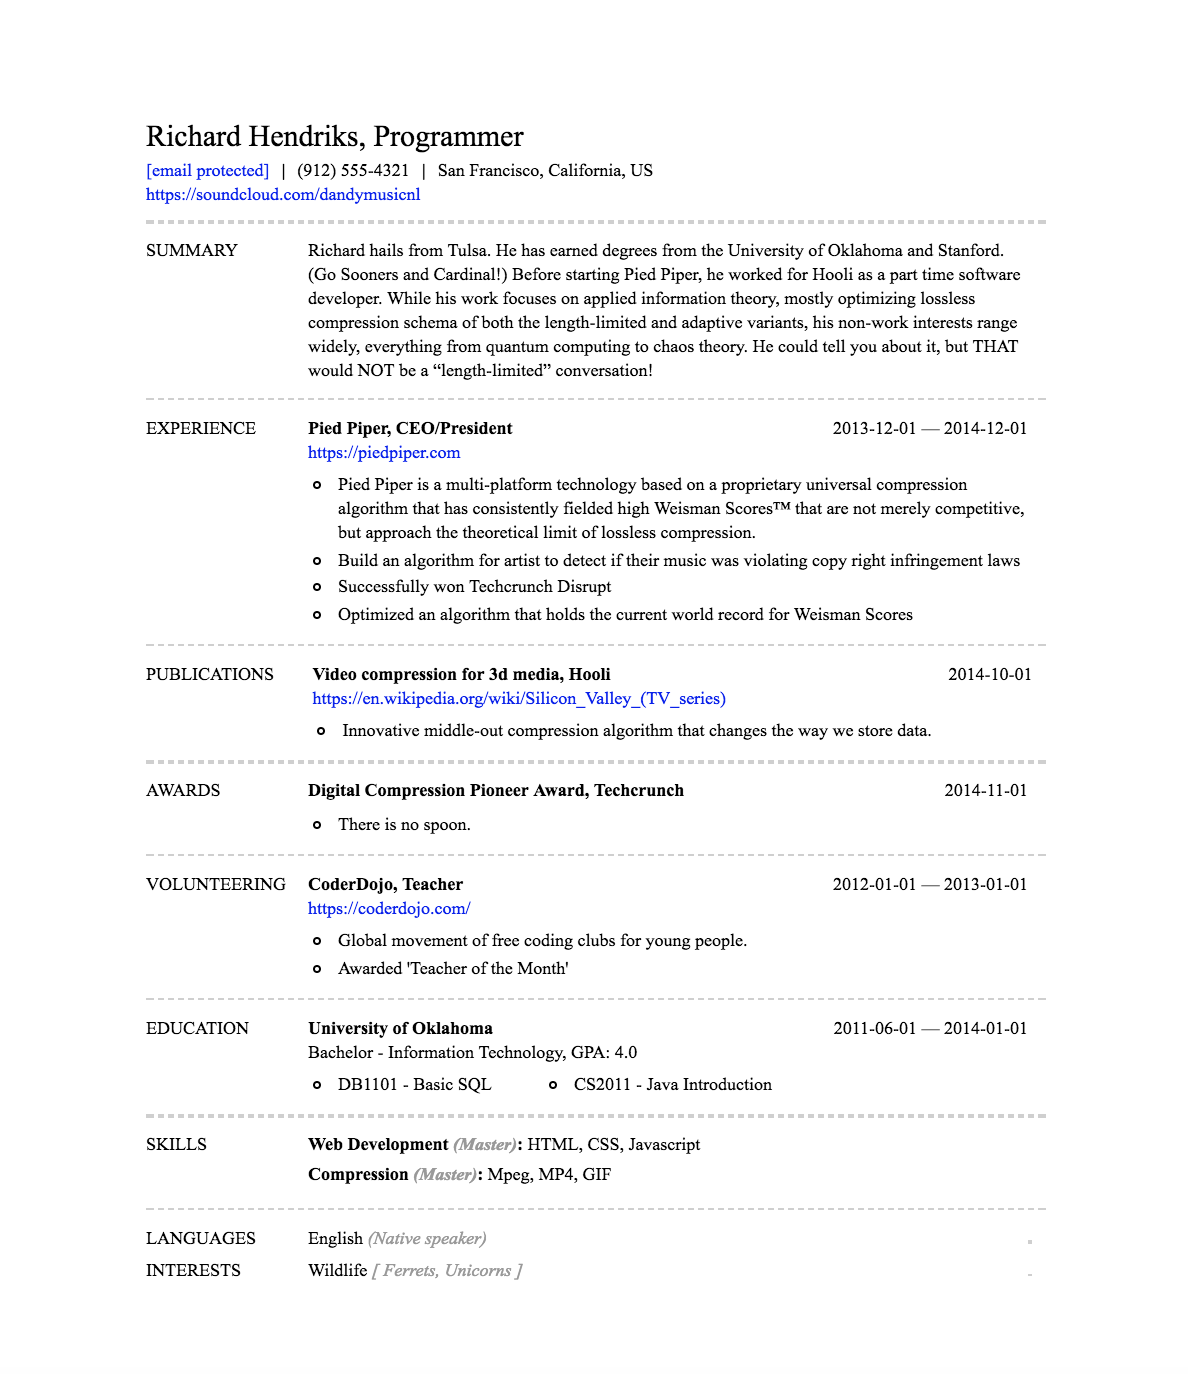 Richard Hendriks, Programmer
[email protected] | (912) 555-4321 | San Francisco, California, US
https://soundcloud.com/dandymusicnl
SUMMARY Richard hails from Tulsa. He has earned degrees from the University of Oklahoma and Stanford.
(Go Sooners and Cardinal!) Before starting Pied Piper, he worked for Hooli as a part time software
developer. While his work focuses on applied information theory, mostly optimizing lossless
compression schema of both the length-limited and adaptive variants, his non-work interests range
widely, everything from quantum computing to chaos theory. He could tell you about it, but THAT
would NOT be a “length-limited” conversation!
EXPERIENCE Pied Piper, CEO/President 2013-12-01 — 2014-12-01
https://piedpiper.com
Pied Piper is a multi-platform technology based on a proprietary universal compression
algorithm that has consistently fielded high Weisman Scores™ that are not merely competitive,
but approach the theoretical limit of lossless compression.
Build an algorithm for artist to detect if their music was violating copy right infringement laws
Successfully won Techcrunch Disrupt
Optimized an algorithm that holds the current world record for Weisman Scores
PUBLICATIONS Video compression for 3d media, Hooli 2014-10-01
https://en.wikipedia.org/wiki/Silicon_Valley_(TV_series)
Innovative middle-out compression algorithm that changes the way we store data.
AWARDS Digital Compression Pioneer Award, Techcrunch 2014-11-01
There is no spoon.
VOLUNTEERING CoderDojo, Teacher 2012-01-01 — 2013-01-01
https://coderdojo.com/
Global movement of free coding clubs for young people.
Awarded 'Teacher of the Month'
EDUCATION University of Oklahoma 2011-06-01 — 2014-01-01
Bachelor - Information Technology, GPA: 4.0
DB1101 - Basic SQL CS2011 - Java Introduction
SKILLS Web Development (Master): HTML, CSS, Javascript
Compression (Master): Mpeg, MP4, GIF
LANGUAGES English (Native speaker)
INTERESTS Wildlife [ Ferrets, Unicorns ]